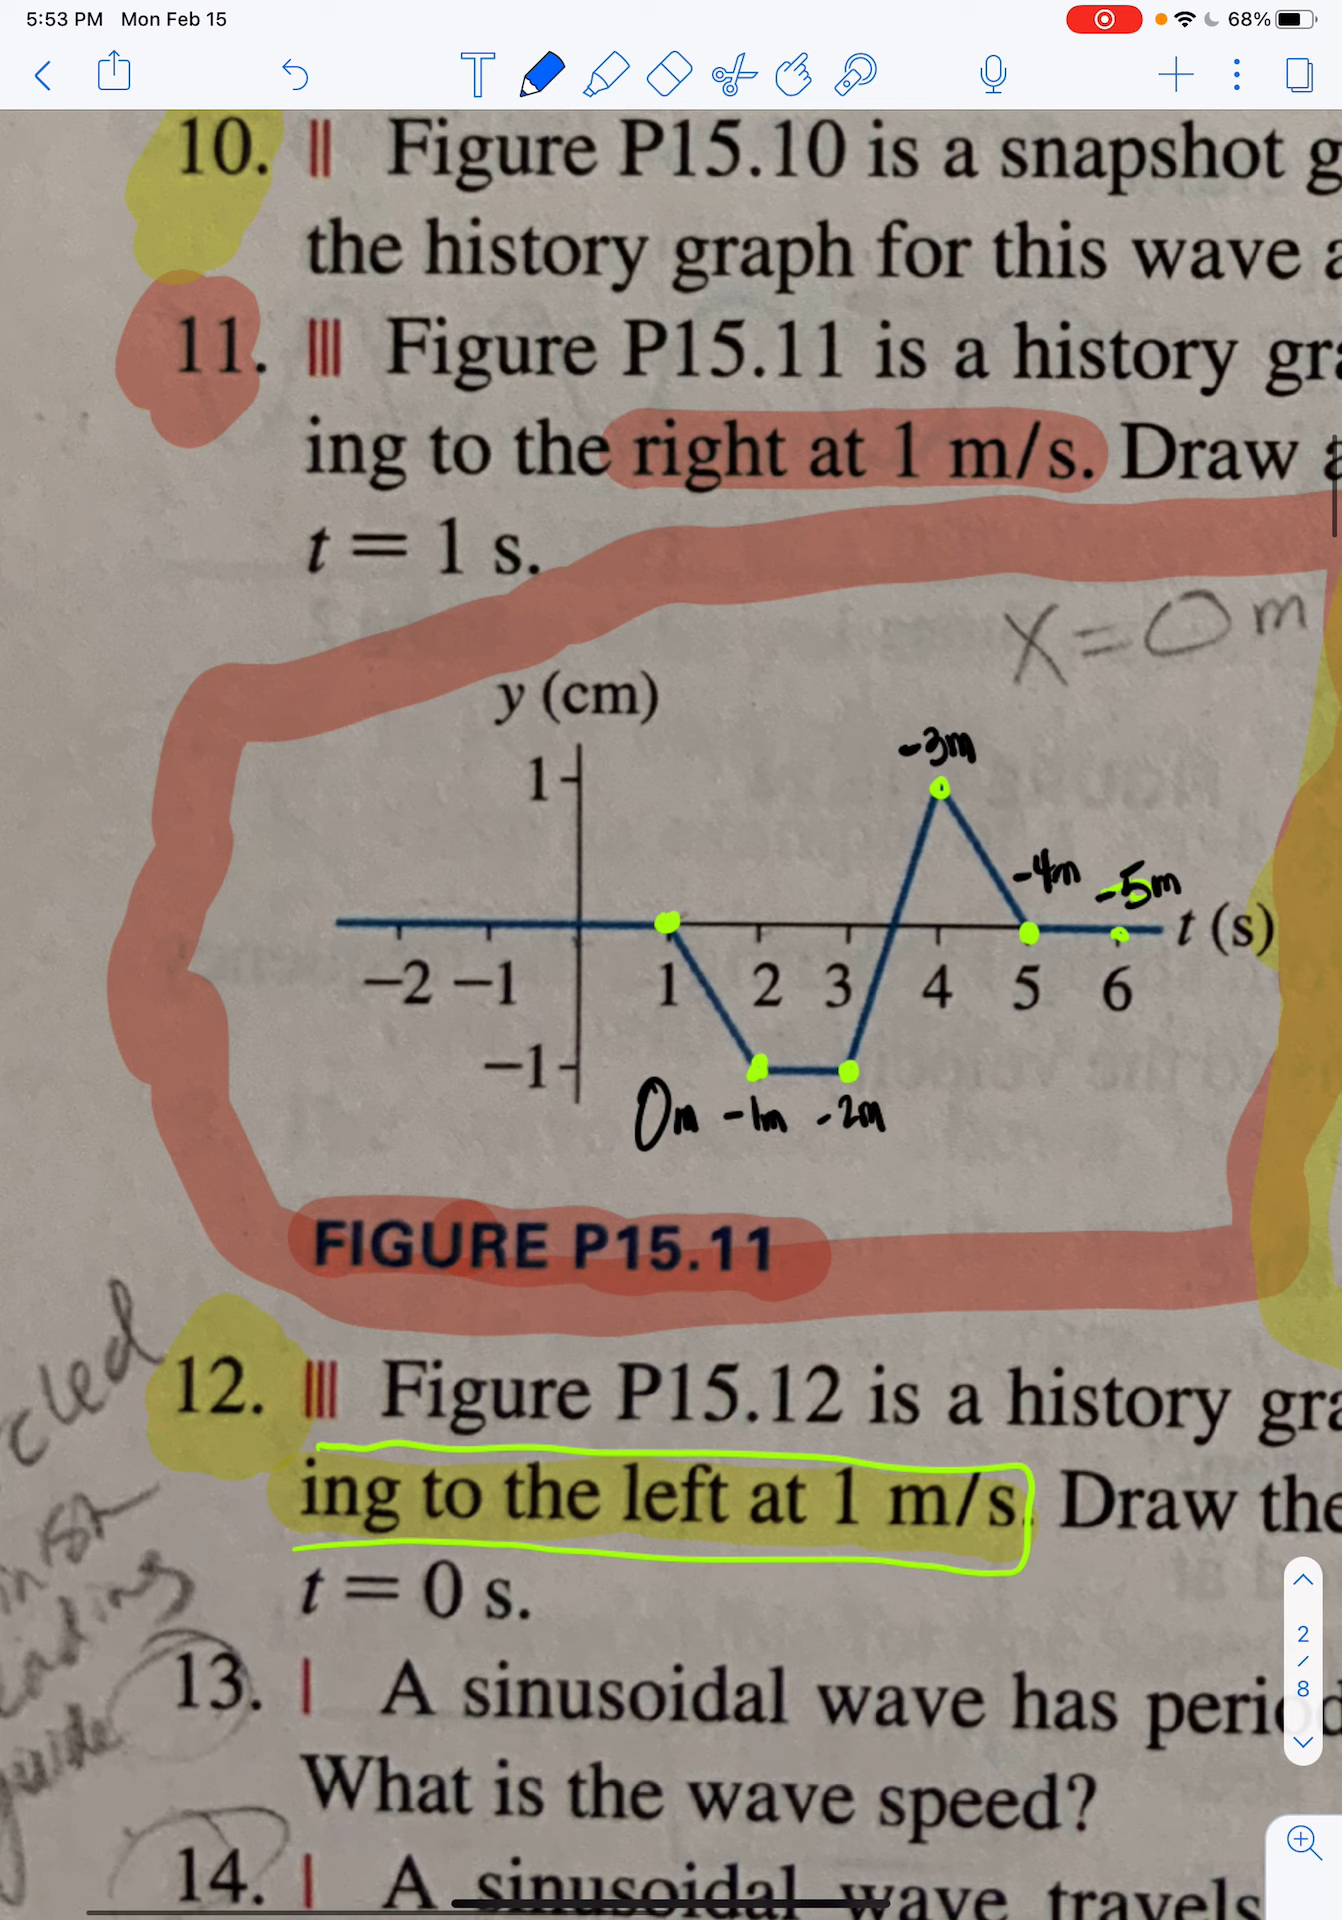 5:53 PM Mon Feb 15
68%
10. Figure P15.10 is a snapshot g
the history graph for this wave a
11. Figure P15.11 is a history gra
ing to the right at 1 m/s. Draw a
t = 1 s.
x = 0 m
y (cm)
1
-3m
-4m
-5m
t (s)
-2 -1 1 2 3 4 5 6
-1
0m -1m -2m
FIGURE P15.11
cled
12. Figure P15.12 is a history gra
ing to the left at 1 m/s. Draw the
t = 0 s.
in
guide
13. A sinusoidal wave has period
What is the wave speed?
14. A sinusoidal wave travels
2
/
8